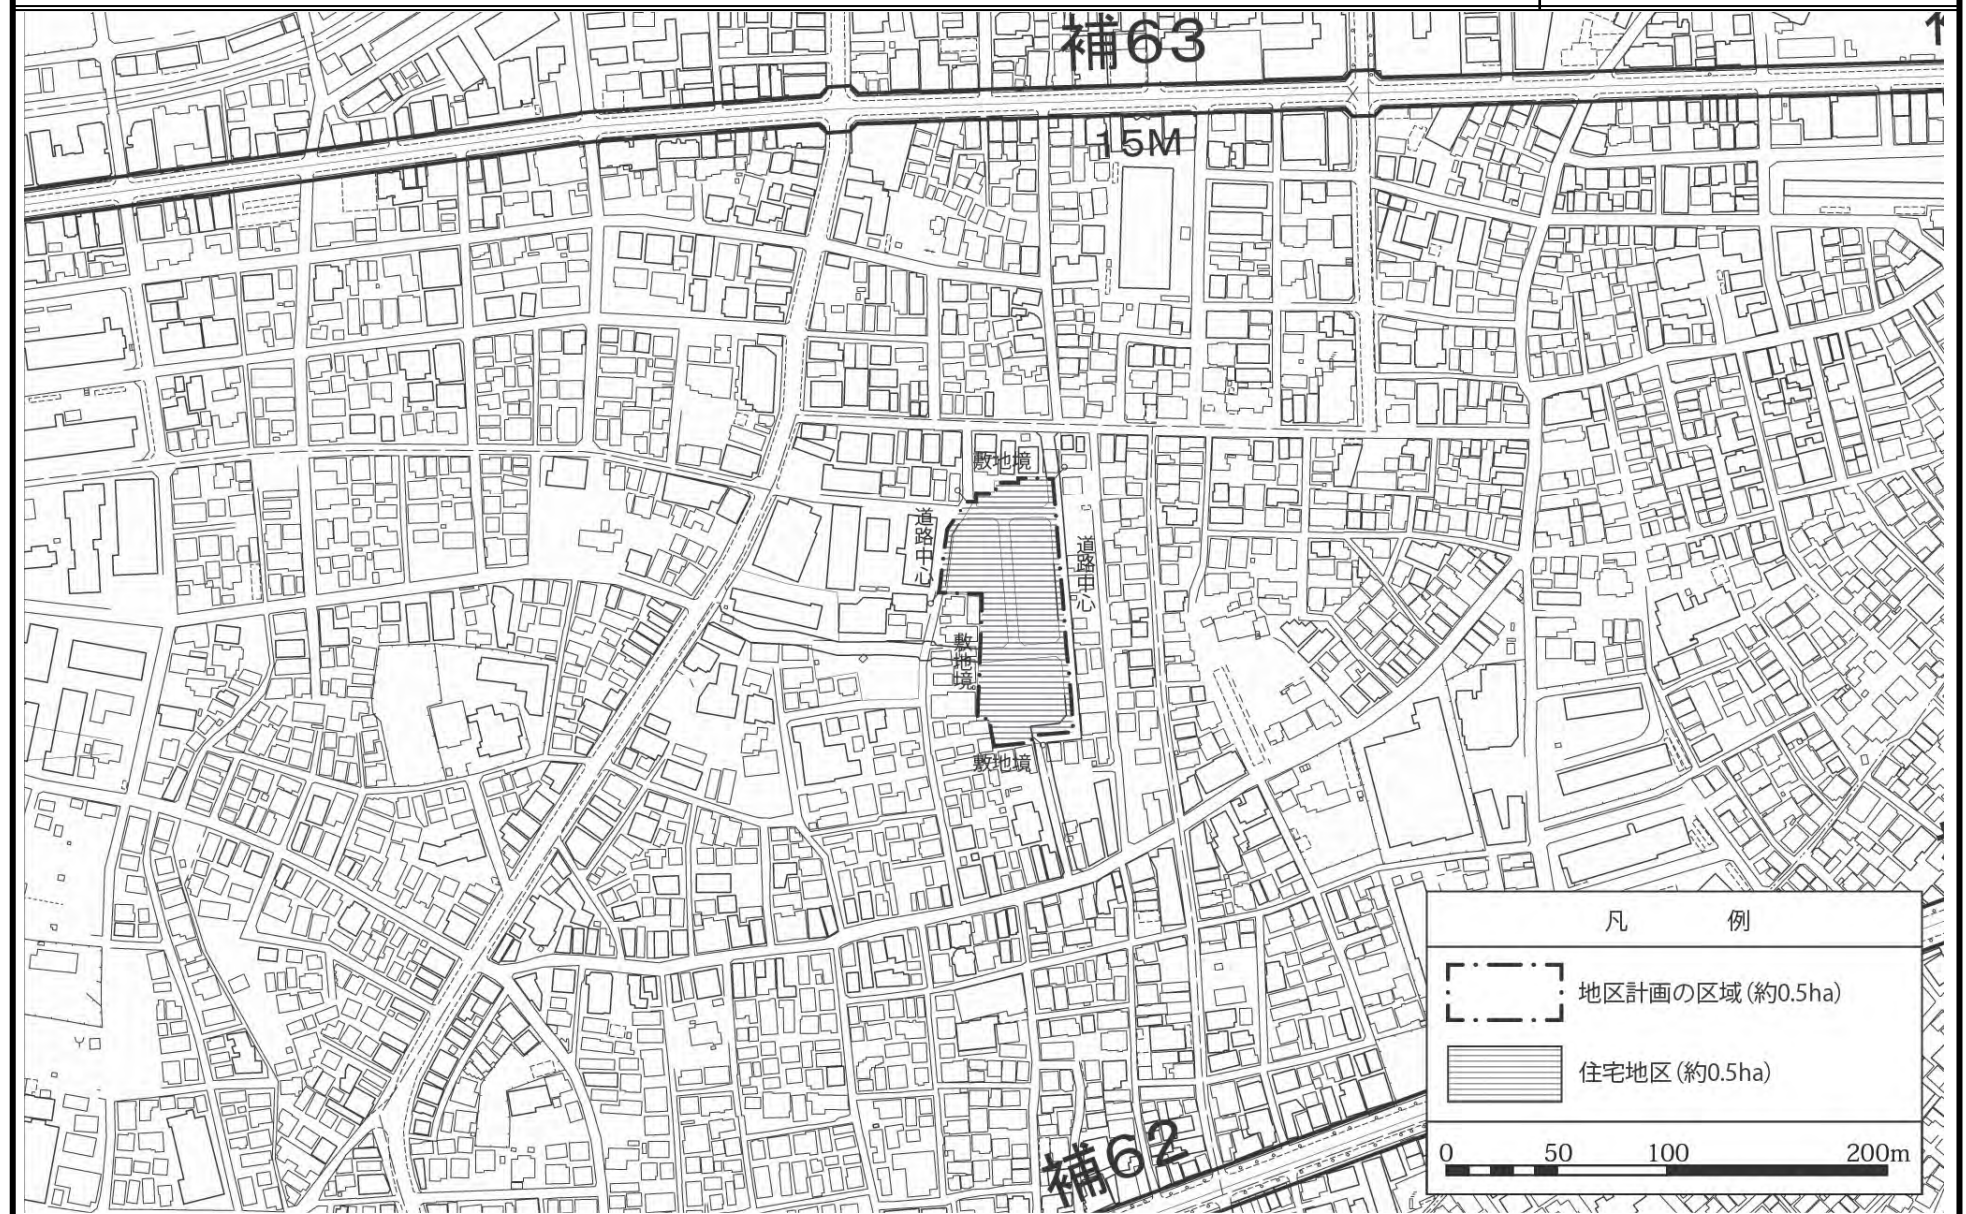 補63
15M
敷地境
道路中心
道路中心
敷地境
敷地境
補62
凡 例
地区計画の区域(約0.5ha)
住宅地区(約0.5ha)
0 50 100 200m